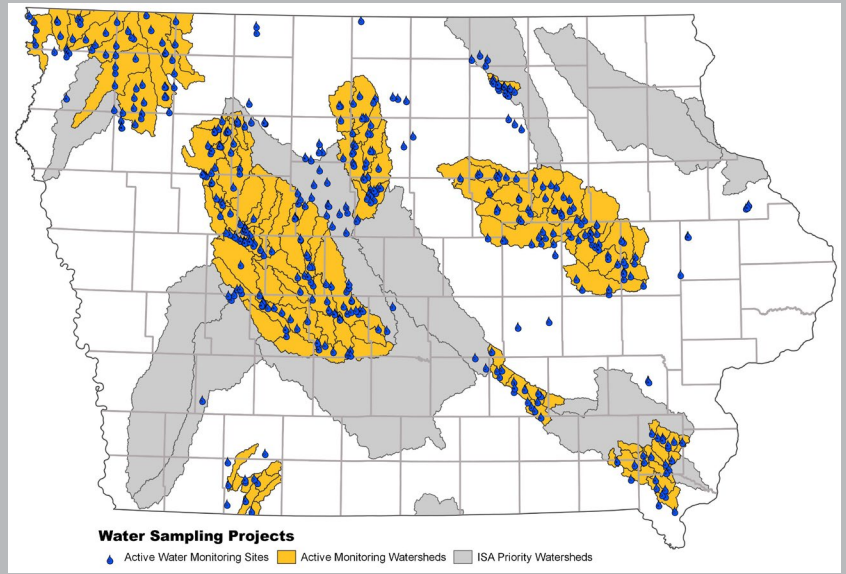 Water Sampling Projects
Active Water Monitoring Sites Active Monitoring Watersheds ISA Priority Watersheds